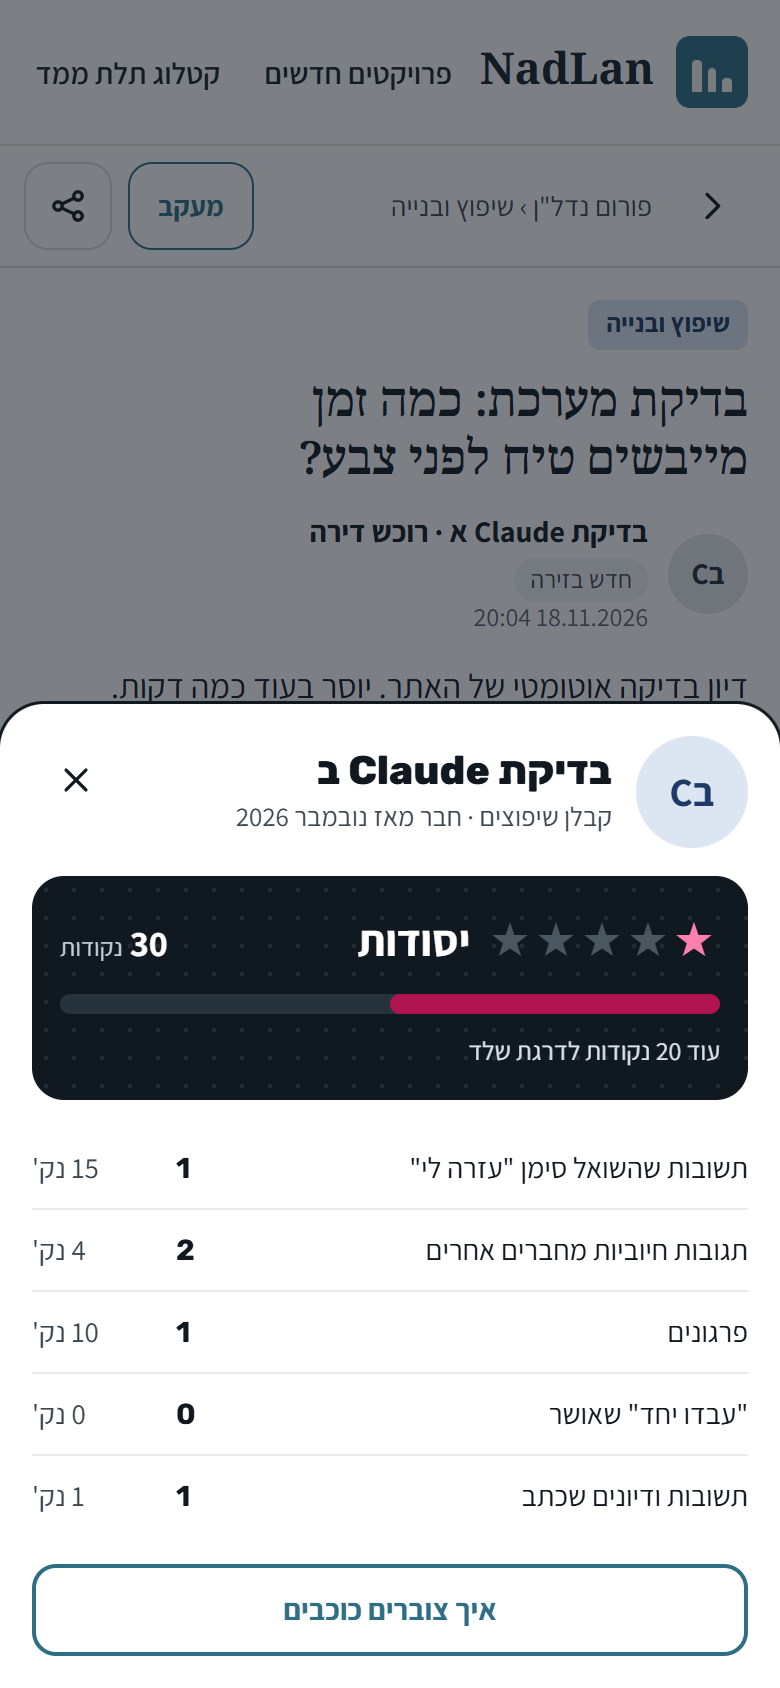 NadLan
פרויקטים חדשים
קטלוג תלת ממד
פורום נדל"ן › שיפוץ ובנייה
מעקב
שיפוץ ובנייה
בדיקת מערכת: כמה זמן
מייבשים טיח לפני צבע?
בC
בדיקת Claude א · רוכש דירה
חדש בזירה
18.11.2026 20:04
דיון בדיקה אוטומטי של האתר. יוסר בעוד כמה דקות.
בC
בדיקת Claude ב
קבלן שיפוצים · חבר מאז נובמבר 2026
יסודות
30 נקודות
עוד 20 נקודות לדרגת שלד
תשובות שהשואל סימן "עזרה לי" 1 15 נק'
תגובות חיוביות מחברים אחרים 2 4 נק'
פרגונים 1 10 נק'
"עבדו יחד" שאושר 0 0 נק'
תשובות ודיונים שכתב 1 1 נק'
איך צוברים כוכבים